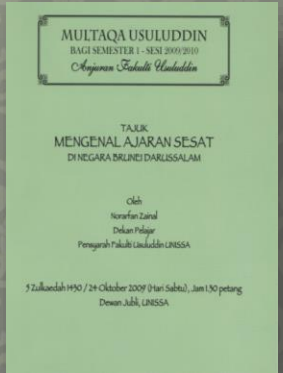 MULTAQA USULUDDIN
BAGI SEMESTER 1 - SESI 2009/2010
Anjuran Fakulti Usuluddin
TAJUK
MENGENAL AJARAN SESAT
DI NEGARA BRUNEI DARUSSALAM
Oleh
Norarfan Zainal
Dekan Pelajar
Pensyarah Fakulti Usuluddin UNISSA
5 Zulkaedah 1430 / 24 Oktober 2009 (Hari Sabtu), Jam 1.30 petang
Dewan Jubli, UNISSA